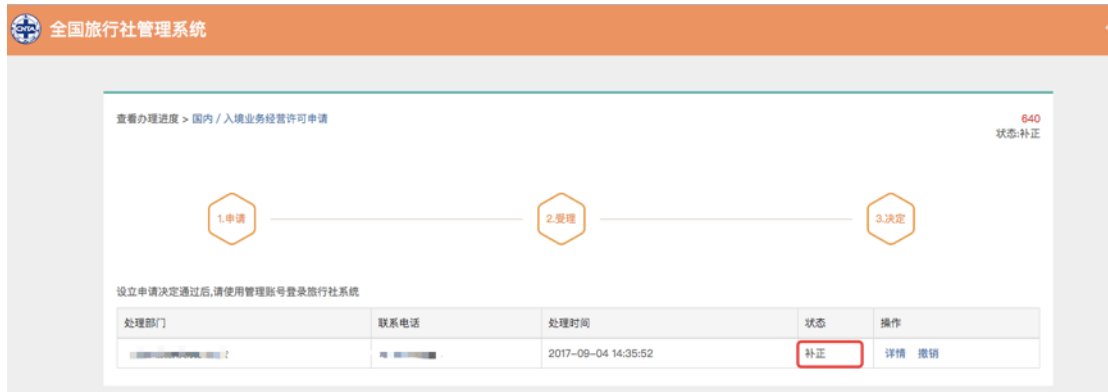 CNTA 全国旅行社管理系统
查看办理进度 > 国内 / 入境业务经营许可申请
640
状态:补正
1.申请 2.受理 3.决定
设立申请决定通过后,请使用管理账号登录旅行社系统
处理部门 联系电话 处理时间 状态 操作
2017-09-04 14:35:52 补正 详情 撤销